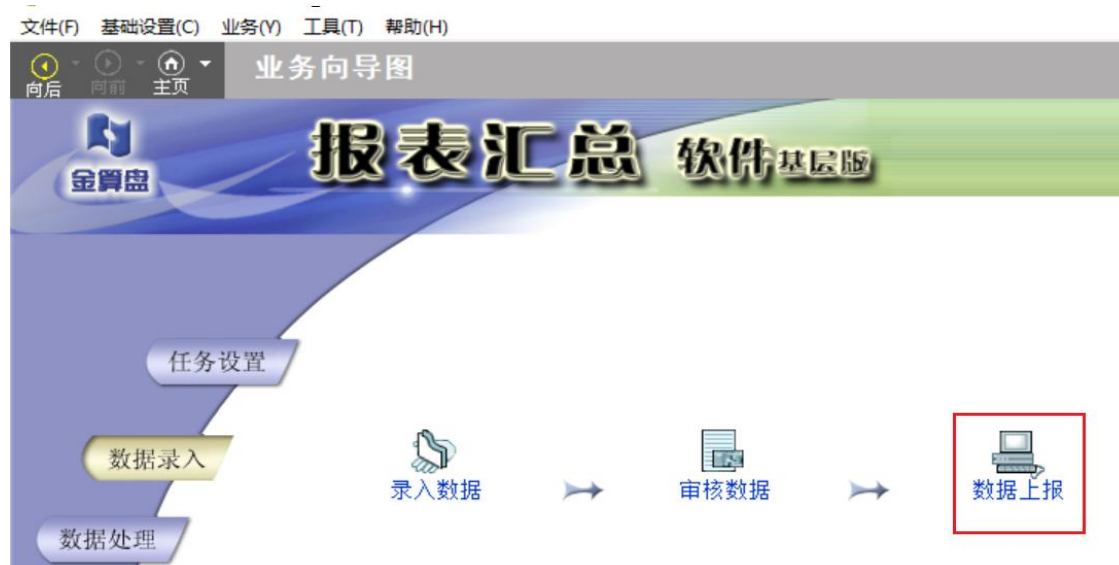 文件(F) 基础设置(C) 业务(Y) 工具(T) 帮助(H)
向后 向前 主页 业务向导图
金算盘 报表汇总 软件基层版
任务设置
数据录入
录入数据 审核数据 数据上报
数据处理